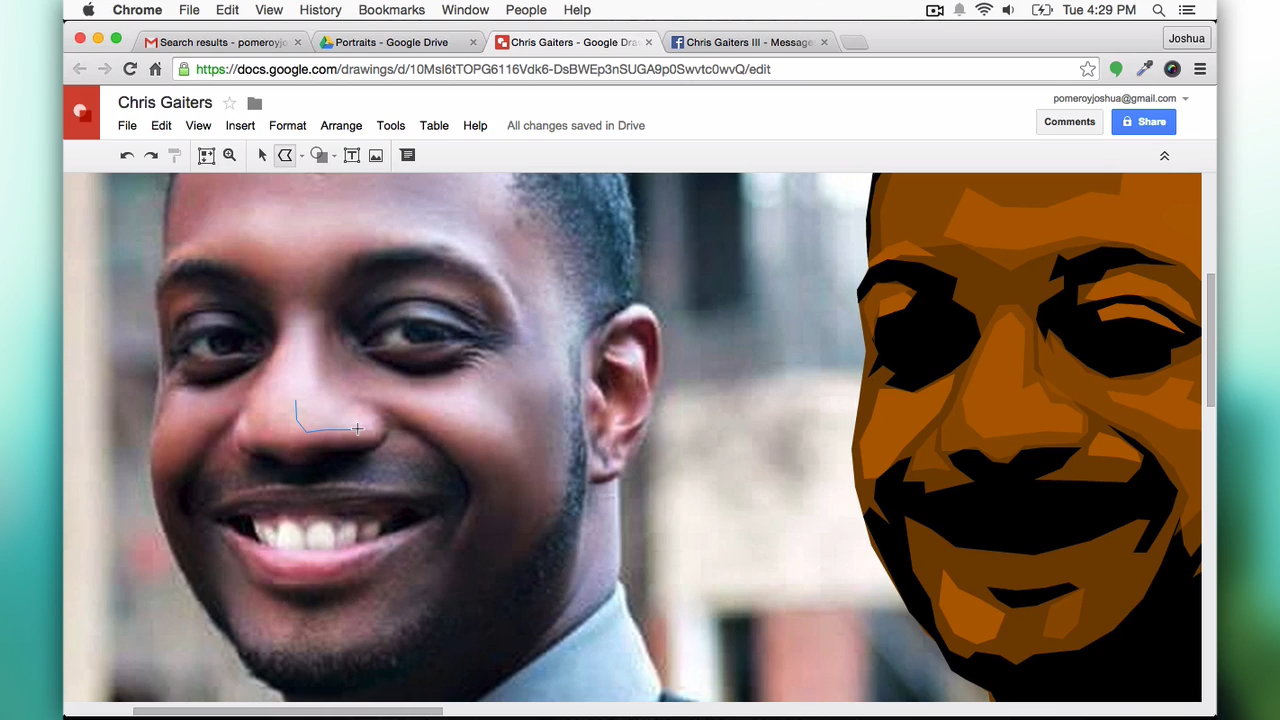 Chrome File Edit View History Bookmarks Window People Help Tue 4:29 PM
Search results - pomeroyjo Portraits - Google Drive Chris Gaiters - Google Dra Chris Gaiters III - Message Joshua
https://docs.google.com/drawings/d/10Msl6tTOPG6116Vdk6-DsBWEp3nSUGA9p0Swvtc0wvQ/edit
Chris Gaiters pomeroyjoshua@gmail.com
File Edit View Insert Format Arrange Tools Table Help All changes saved in Drive Comments Share